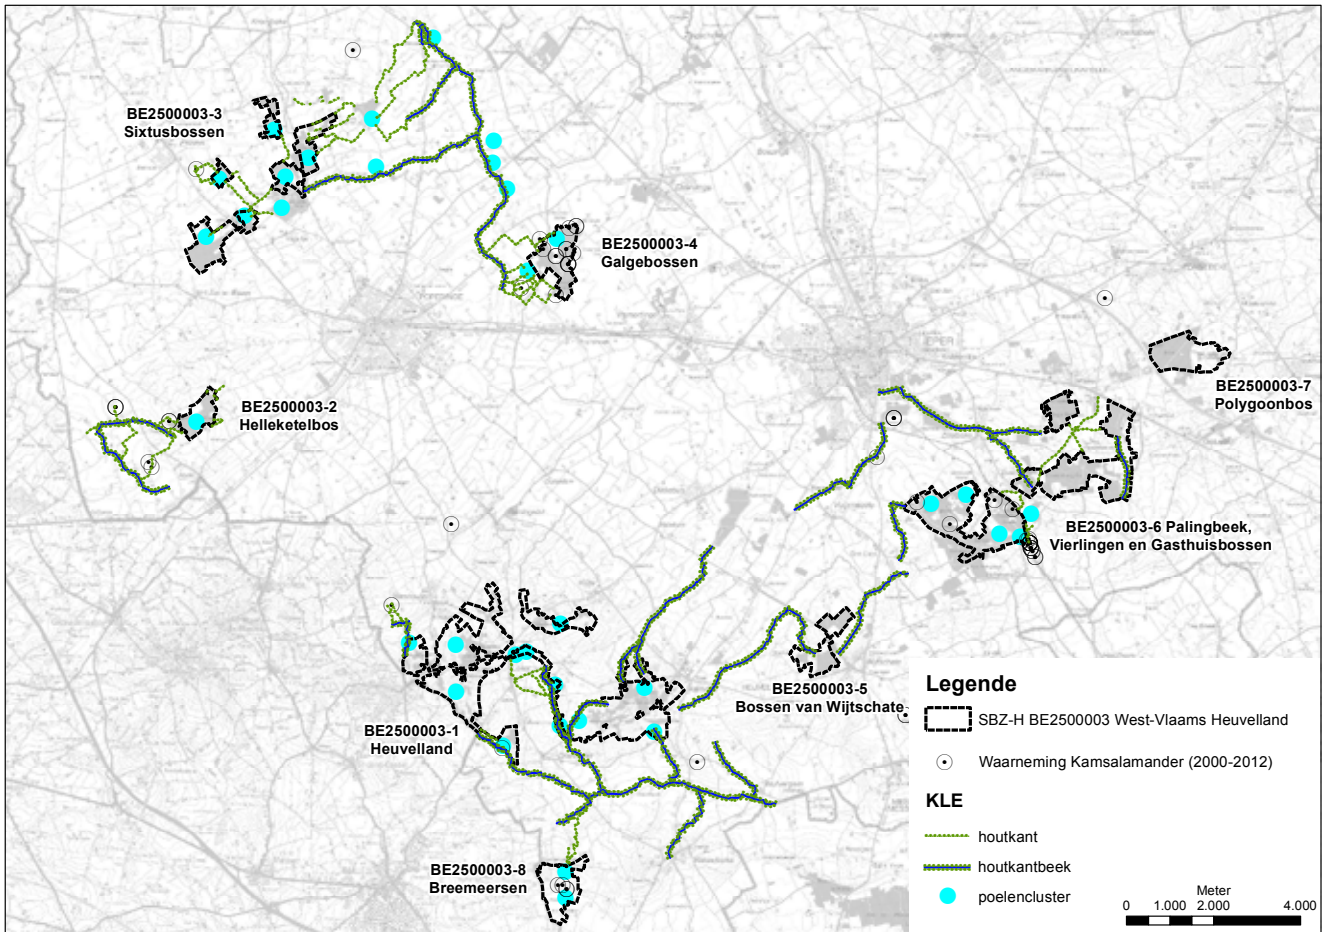 BE2500003-3
Sixtusbossen
BE2500003-4
Galgebossen
BE2500003-7
Polygoonbos
BE2500003-2
Helleketelbos
BE2500003-6 Palingbeek,
Vierlingen en Gasthuisbossen
BE2500003-5
Bossen van Wijtschate
BE2500003-1
Heuvelland
BE2500003-8
Breemeersen
Legende
SBZ-H BE2500003 West-Vlaams Heuvelland
Waarneming Kamsalamander (2000-2012)
KLE
houtkant
houtkantbeek
poelencluster
Meter
0 1.000 2.000 4.000